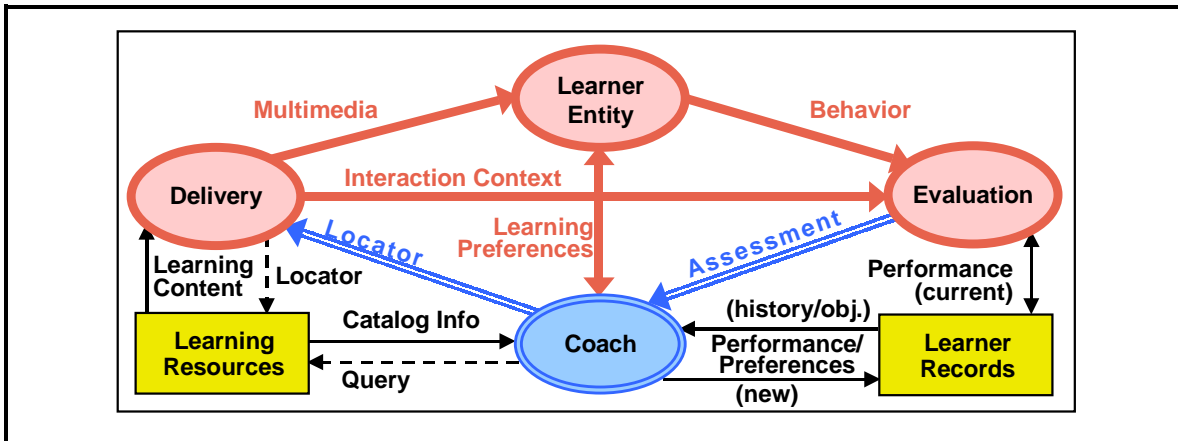 Learner
Entity
Multimedia
Behavior
Delivery
Interaction Context
Evaluation
Learning
Preferences
Locator
Assessment
Learning
Content
Locator
Performance
(current)
Learning
Resources
Catalog Info
Query
Coach
(history/obj.)
Performance/
Preferences
(new)
Learner
Records